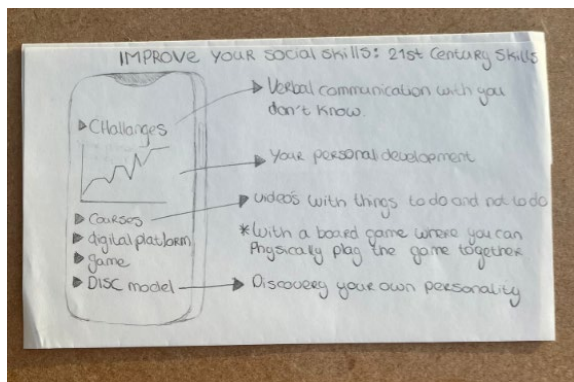 IMPROVE YOUR SOCIAL SKILLS: 21st Century Skills
CHallanges
Verbal communication with you
don't know.
Your personal development
Courses
video's with things to do and not to do
digital platform
game
*With a board game where you can
Physically play the game together
DISC model
Discovery your own personality